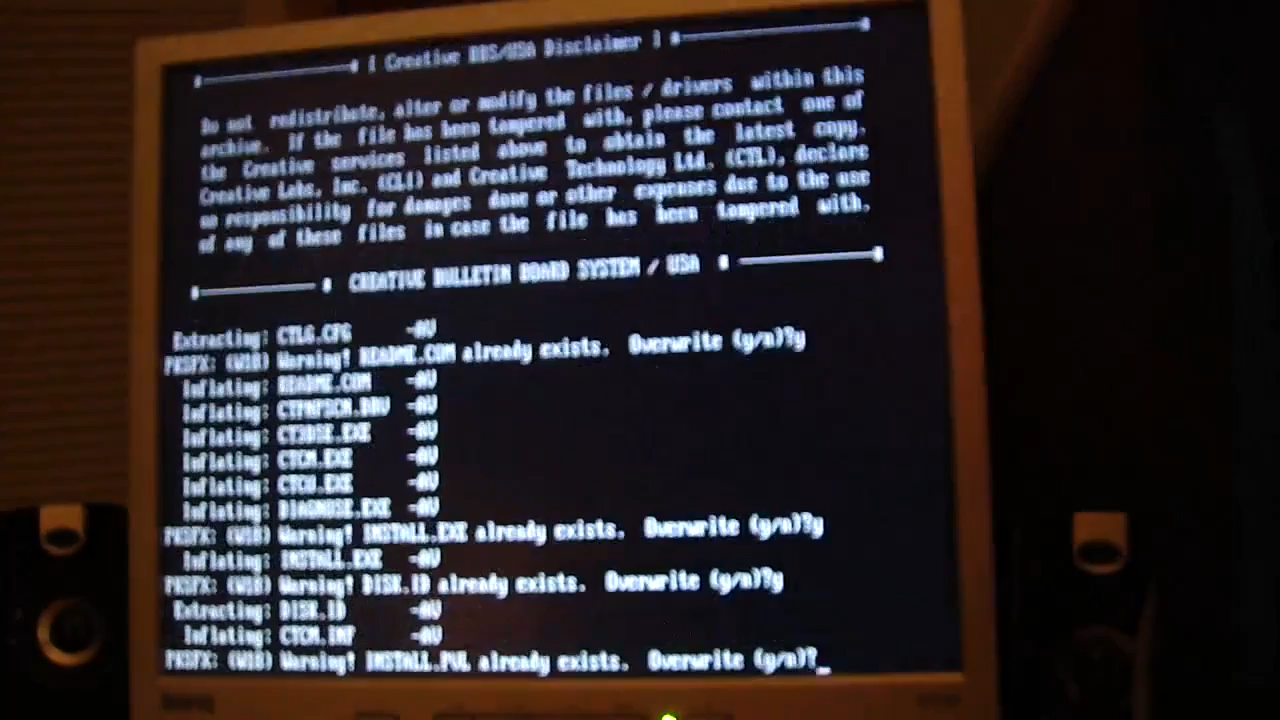 [ Creative BBS/USA Disclaimer ]
Do not redistribute, alter or modify the files / drivers within this
archive. If the file has been tampered with, please contact one of
the Creative services listed above to obtain the latest copy.
Creative Labs, Inc. (CLI) and Creative Technology Ltd. (CTL), declare
no responsibility for damages done or other expenses due to the use
of any of these files in case the file has been tampered with.
CREATIVE BULLETIN BOARD SYSTEM / USA
Extracting: CTLG.CFG -AV
PKSFX: (W18) Warning! README.COM already exists. Overwrite (y/n)?y
Inflating: README.COM -AV
Inflating: CTPNPSCN.DRV -AV
Inflating: CT3DSE.EXE -AV
Inflating: CTCM.EXE -AV
Inflating: CTCU.EXE -AV
Inflating: DIAGNOSE.EXE -AV
PKSFX: (W18) Warning! INSTALL.EXE already exists. Overwrite (y/n)?y
Inflating: INSTALL.EXE -AV
PKSFX: (W18) Warning! DISK.ID already exists. Overwrite (y/n)?y
Extracting: DISK.ID -AV
Inflating: CTCM.INF -AV
PKSFX: (W18) Warning! INSTALL.PVL already exists. Overwrite (y/n)?_